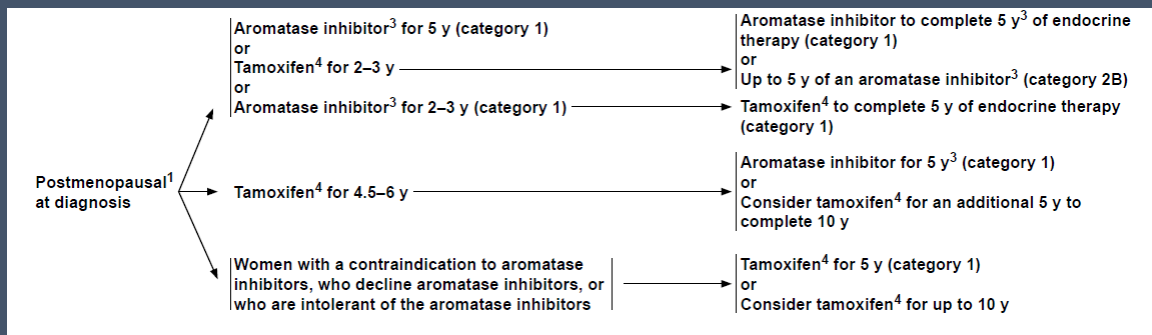 Aromatase inhibitor³ for 5 y (category 1)
or
Tamoxifen⁴ for 2–3 y
or
Aromatase inhibitor³ for 2–3 y (category 1)
Aromatase inhibitor to complete 5 y³ of endocrine
therapy (category 1)
or
Up to 5 y of an aromatase inhibitor³ (category 2B)
Tamoxifen⁴ to complete 5 y of endocrine therapy
(category 1)
Postmenopausal¹
at diagnosis
Tamoxifen⁴ for 4.5–6 y
Aromatase inhibitor for 5 y³ (category 1)
or
Consider tamoxifen⁴ for an additional 5 y to
complete 10 y
Women with a contraindication to aromatase
inhibitors, who decline aromatase inhibitors, or
who are intolerant of the aromatase inhibitors
Tamoxifen⁴ for 5 y (category 1)
or
Consider tamoxifen⁴ for up to 10 y